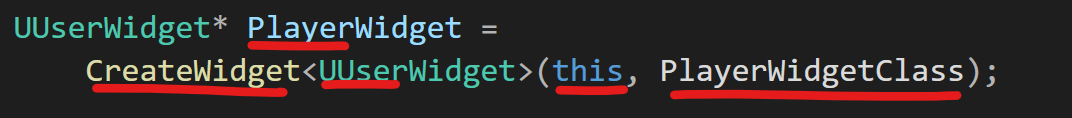 UUserWidget* PlayerWidget =
CreateWidget<UUserWidget>(this, PlayerWidgetClass);